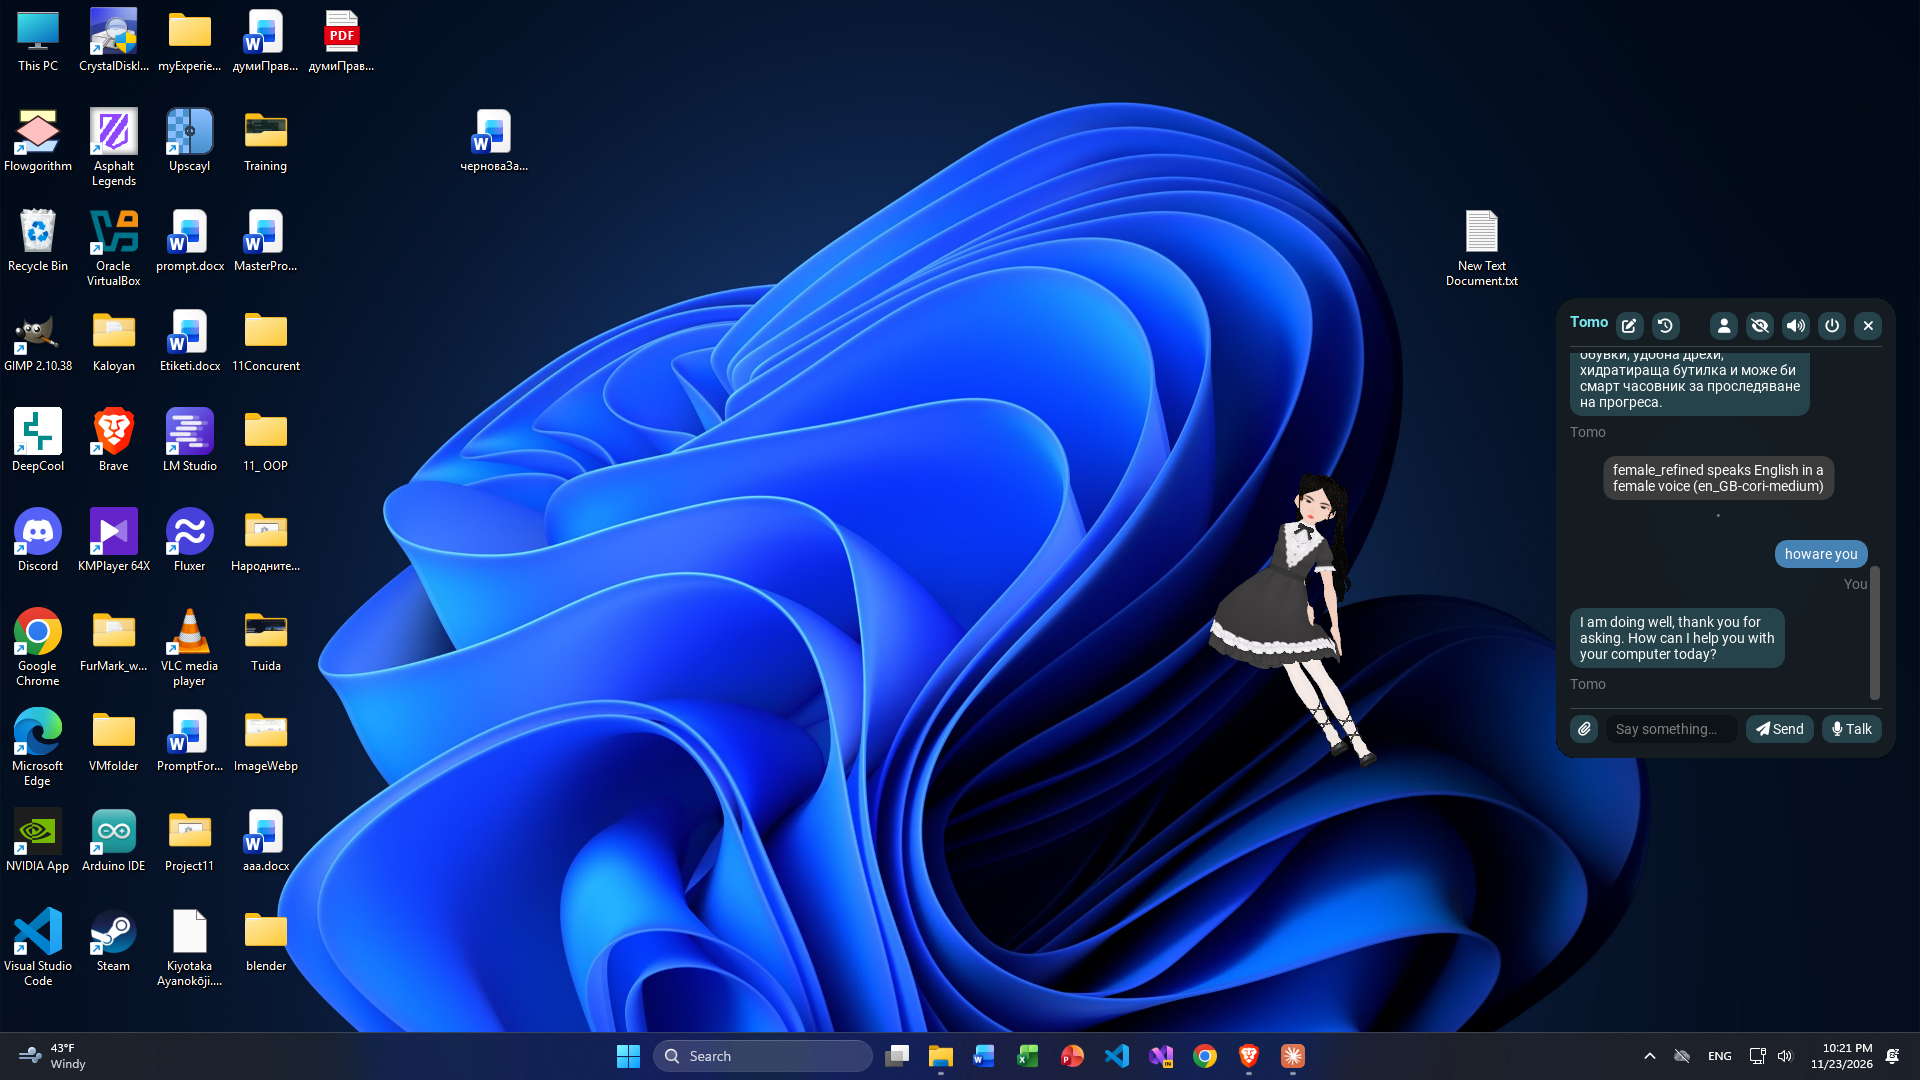 This PC
CrystalDiskI...
myExperie...
думиПрав...
PDF
думиПрав...
Flowgorithm
Asphalt
Legends
Upscayl
Training
черноваЗа...
Recycle Bin
Oracle
VirtualBox
prompt.docx
MasterPro...
New Text
Document.txt
GIMP 2.10.38
Kaloyan
Etiketi.docx
11Concurent
DeepCool
Brave
LM Studio
11_ OOP
Discord
KMPlayer 64X
Fluxer
Народните...
Google
Chrome
FurMark_w...
VLC media
player
Tuida
Microsoft
Edge
VMfolder
PromptFor...
ImageWebp
NVIDIA App
Arduino IDE
Project11
aaa.docx
Visual Studio
Code
Steam
Kiyotaka
Ayanokōji....
blender
Tomo
обувки, удобна дрехи,
хидратираща бутилка и може би
смарт часовник за проследяване
на прогреса.
Tomo
female_refined speaks English in a
female voice (en_GB-cori-medium)
howare you
You
I am doing well, thank you for
asking. How can I help you with
your computer today?
Tomo
Say something...
Send
Talk
43°F
Windy
Search
ENG
10:21 PM
11/23/2026